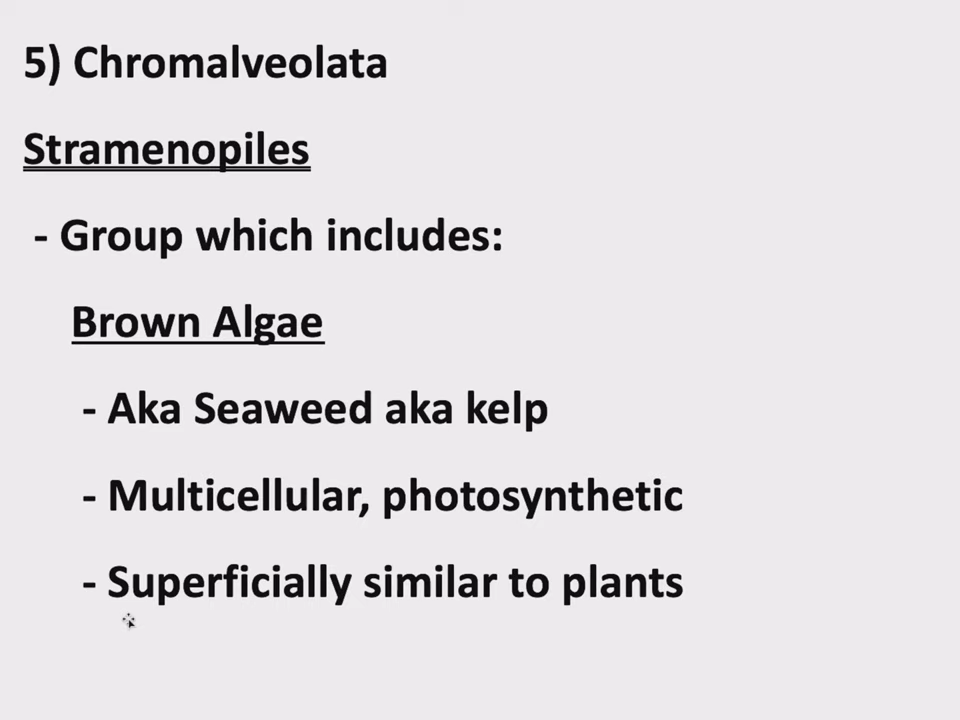 5) Chromalveolata
Stramenopiles
- Group which includes:
Brown Algae
- Aka Seaweed aka kelp
- Multicellular, photosynthetic
- Superficially similar to plants